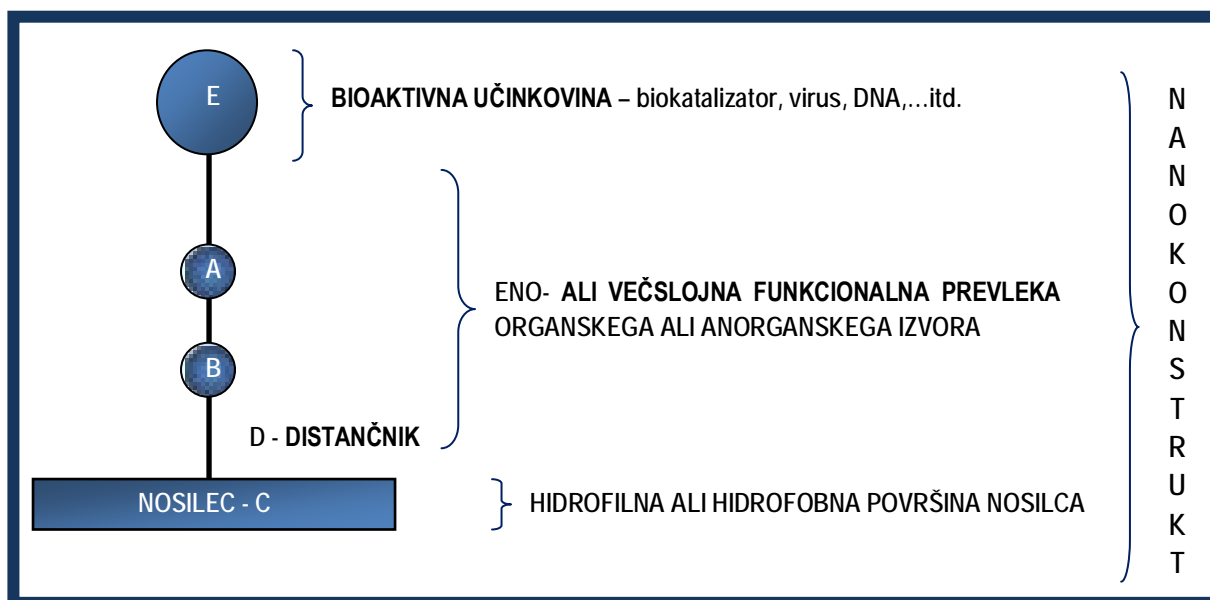 E
BIOAKTIVNA UČINKOVINA – biokatalizator, virus, DNA,...itd.
A
ENO- ALI VEČSLOJNA FUNKCIONALNA PREVLEKA
ORGANSKEGA ALI ANORGANSKEGA IZVORA
B
D - DISTANČNIK
NOSILEC - C
HIDROFILNA ALI HIDROFOBNA POVRŠINA NOSILCA
N
A
N
O
K
O
N
S
T
R
U
K
T